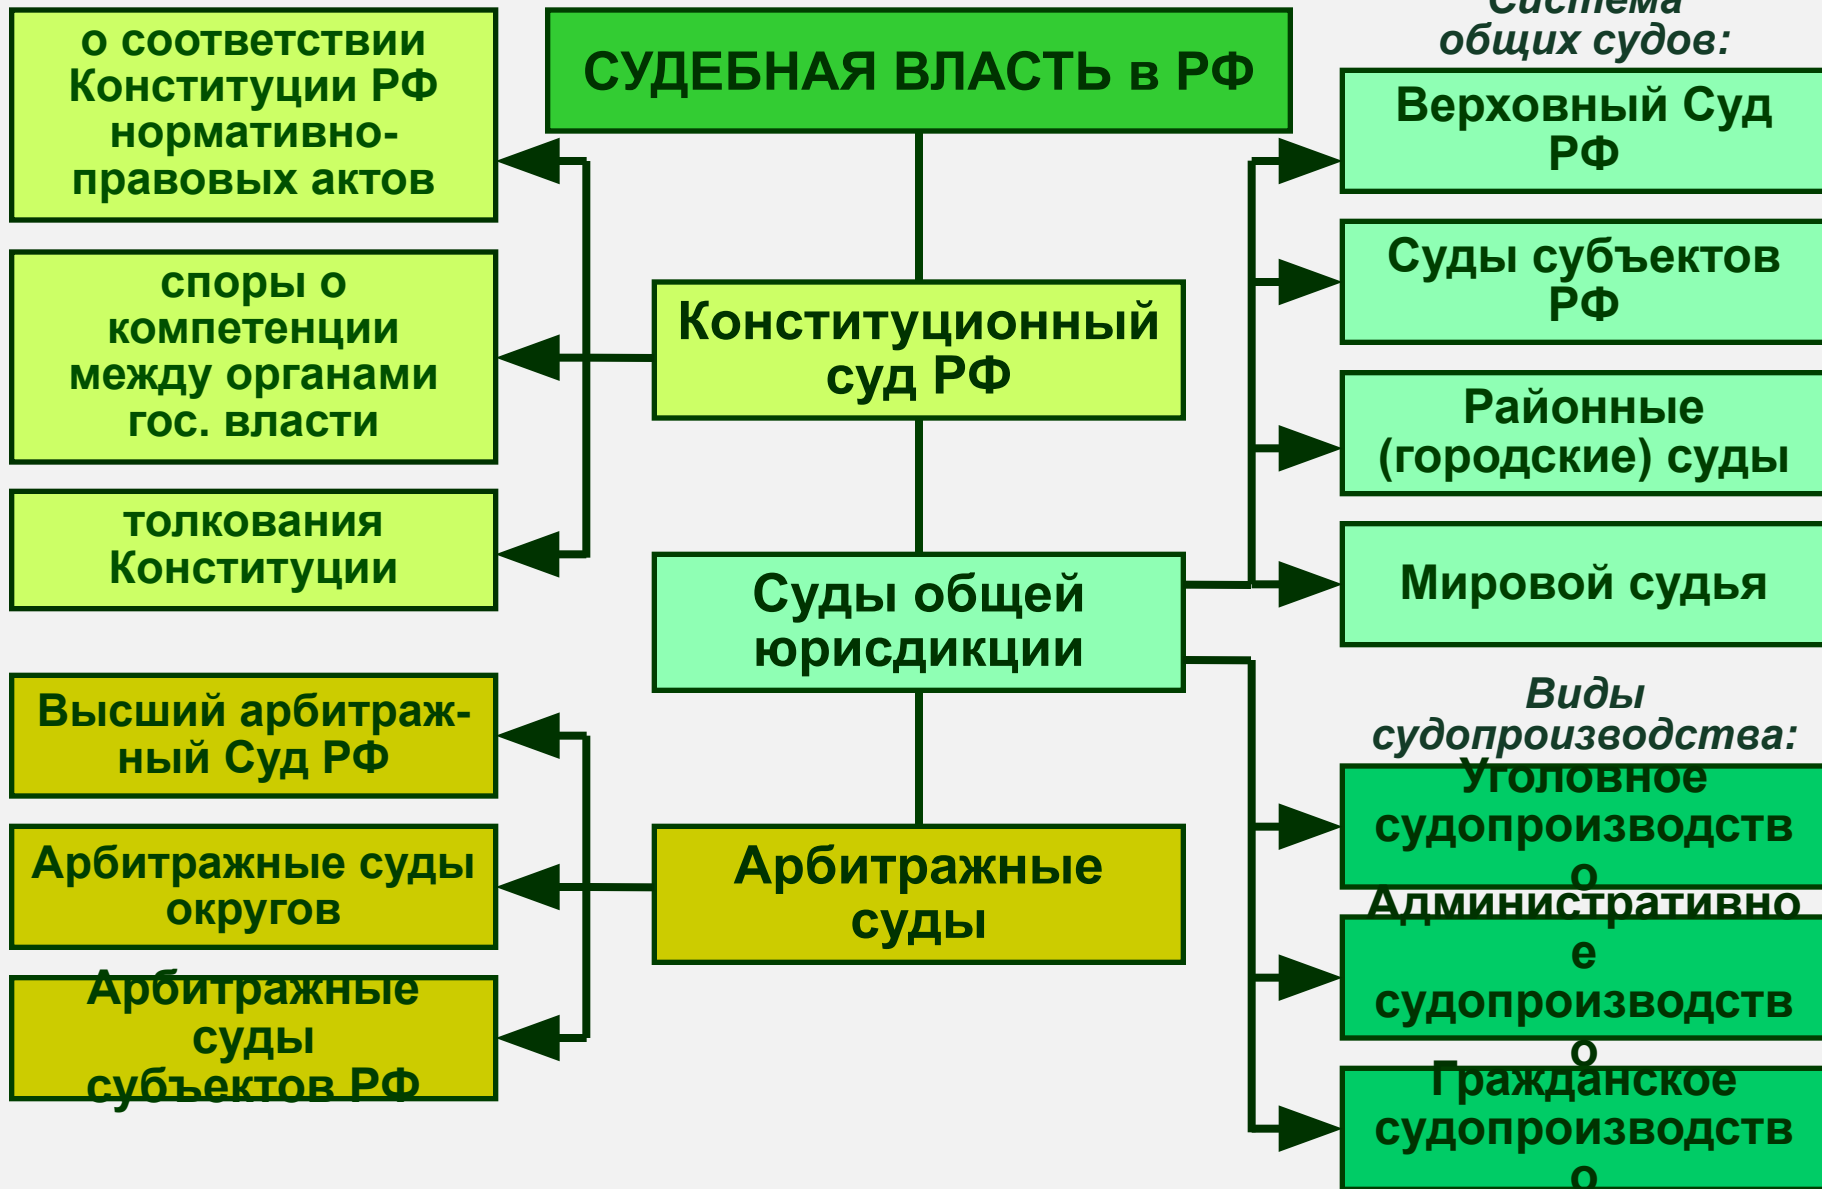 о соответствии
Конституции РФ
нормативно-
правовых актов
споры о
компетенции
между органами
гос. власти
толкования
Конституции
Высший арбитраж-
ный Суд РФ
Арбитражные суды
округов
Арбитражные
суды
субъектов РФ
СУДЕБНАЯ ВЛАСТЬ в РФ
Конституционный
суд РФ
Суды общей
юрисдикции
Арбитражные
суды
Система
общих судов:
Верховный Суд
РФ
Суды субъектов
РФ
Районные
(городские) суды
Мировой судья
Виды
судопроизводства:
Уголовное
судопроизводств
о
Административно
е
судопроизводств
о
Гражданское
судопроизводств
о